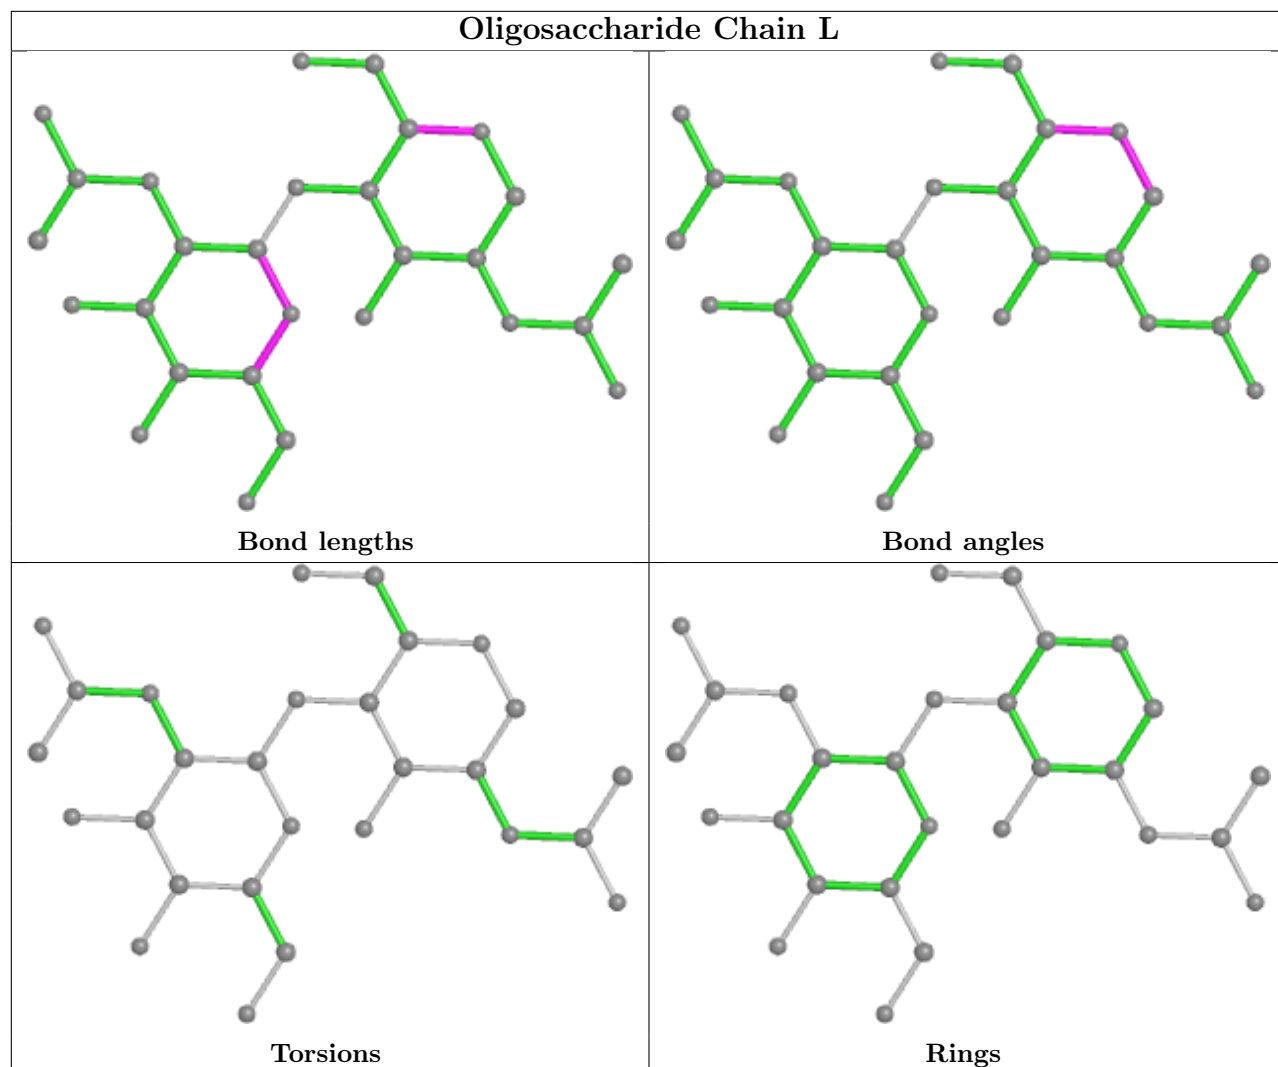 Oligosaccharide Chain L
Bond lengths
Bond angles
Torsions
Rings